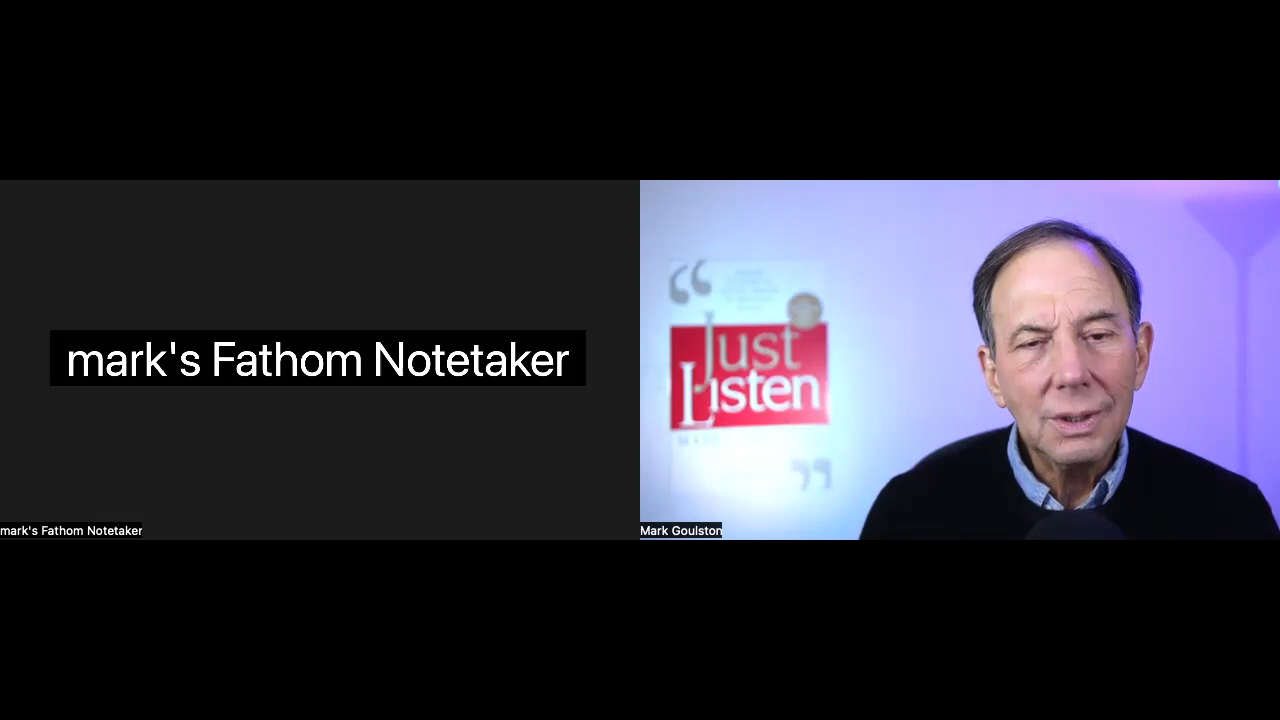 mark's Fathom Notetaker
mark's Fathom Notetaker
“
Just
Listen
”
Mark Goulston